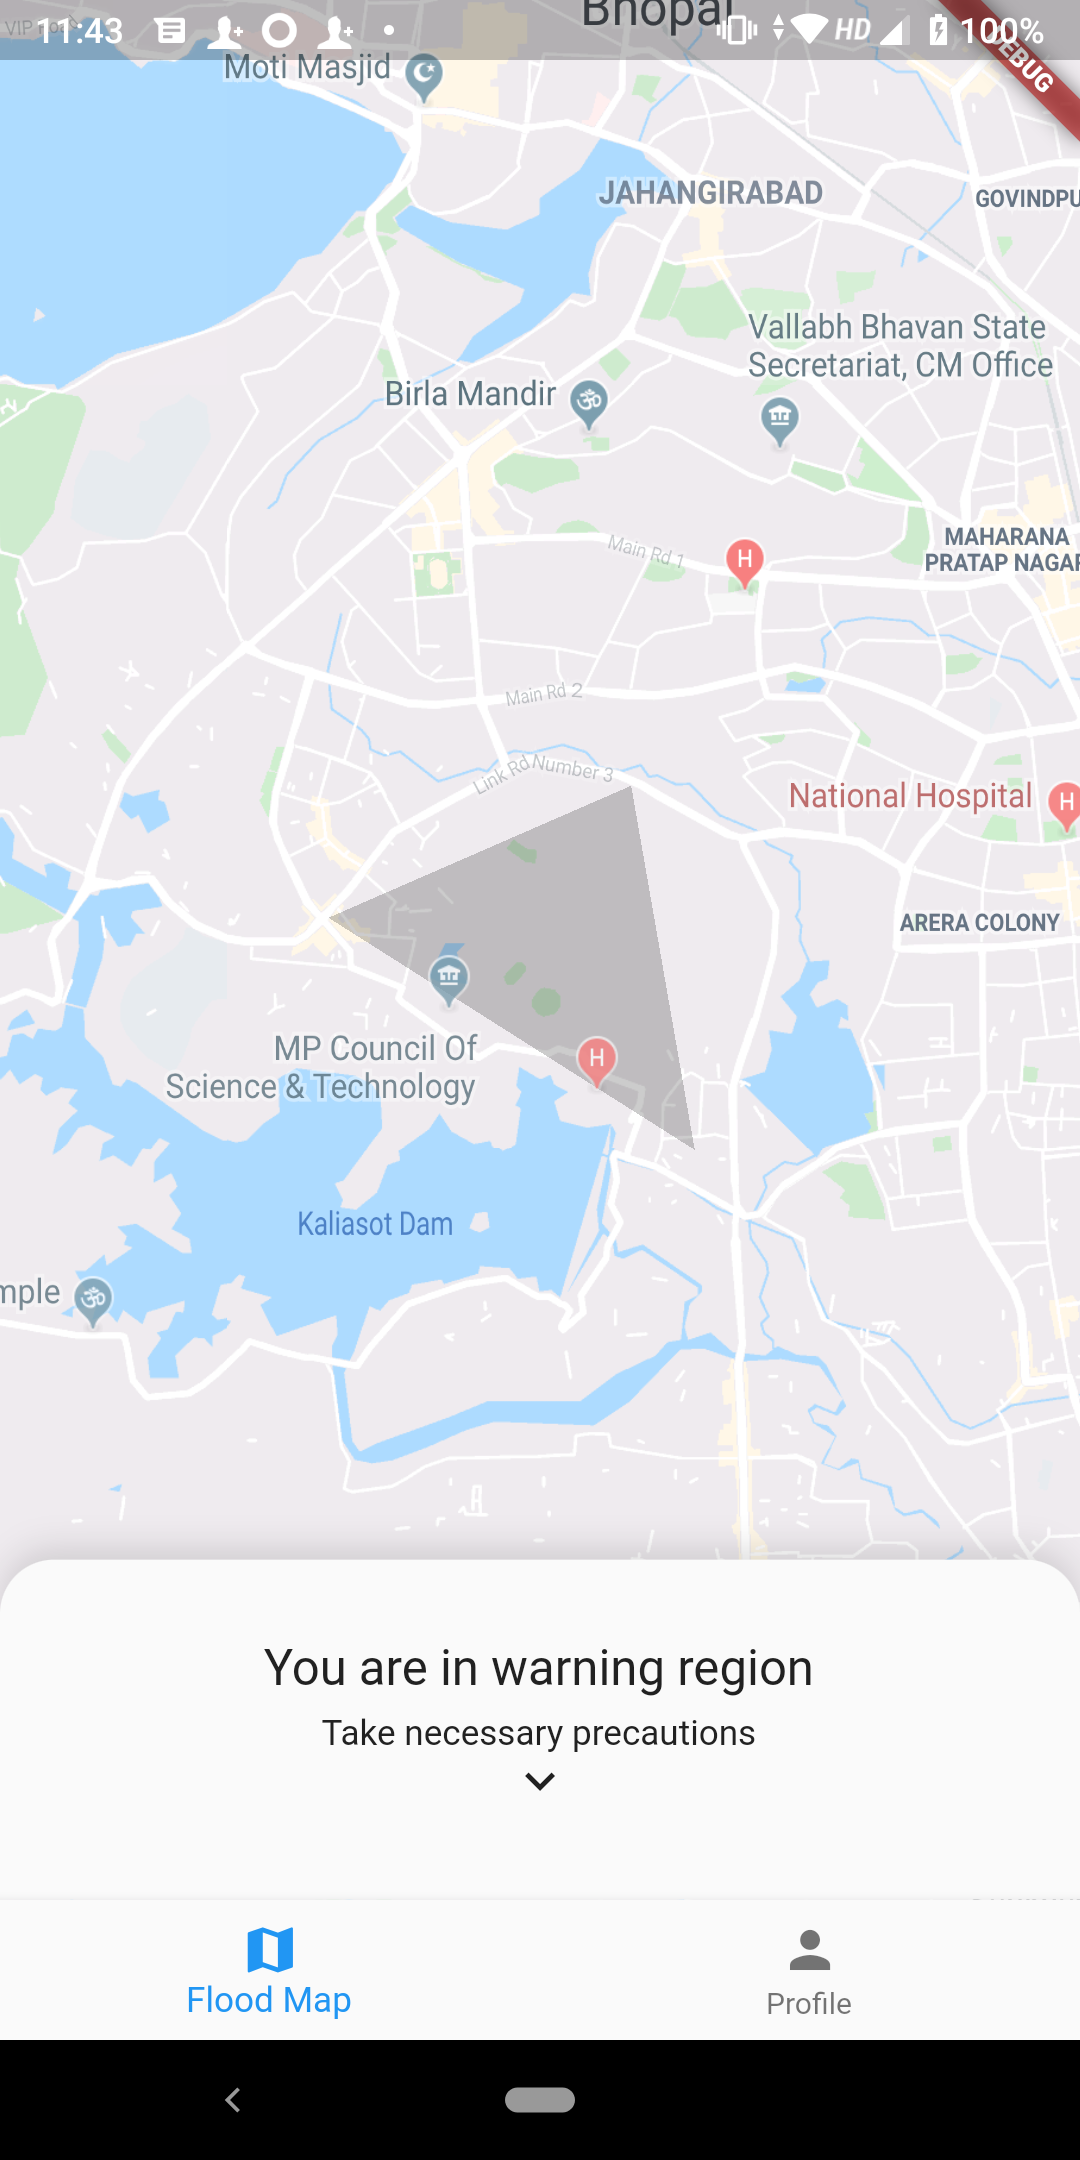 VIP Road
11:43
HD
100%
Bhopal
DEBUG
Moti Masjid
JAHANGIRABAD
GOVINDPU
Vallabh Bhavan State
Secretariat, CM Office
Birla Mandir
MAHARANA
PRATAP NAGAR
Main Rd 1
H
Main Rd 2
Link Rd Number 3
National Hospital
H
ARERA COLONY
MP Council Of
Science & Technology
H
Kaliasot Dam
mple
You are in warning region
Take necessary precautions
Flood Map
Profile